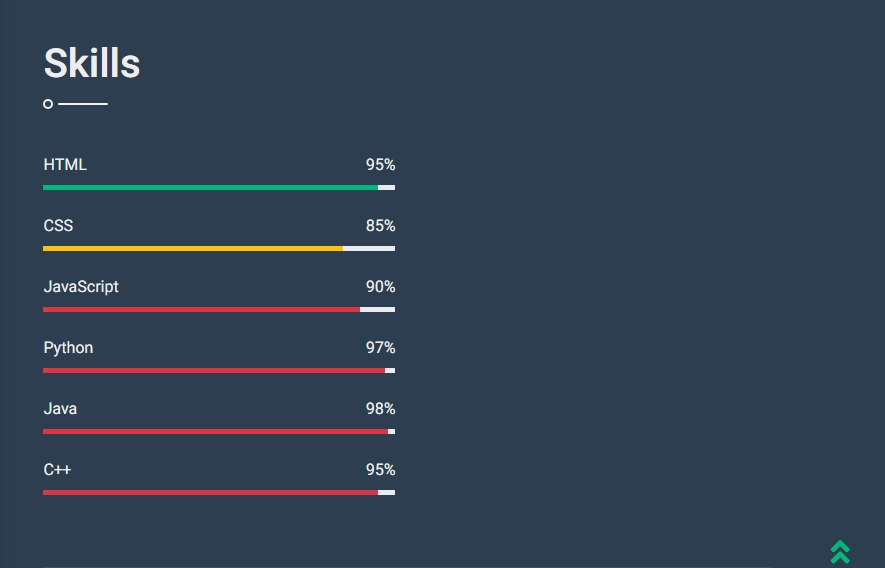 Skills
HTML 95%
CSS 85%
JavaScript 90%
Python 97%
Java 98%
C++ 95%